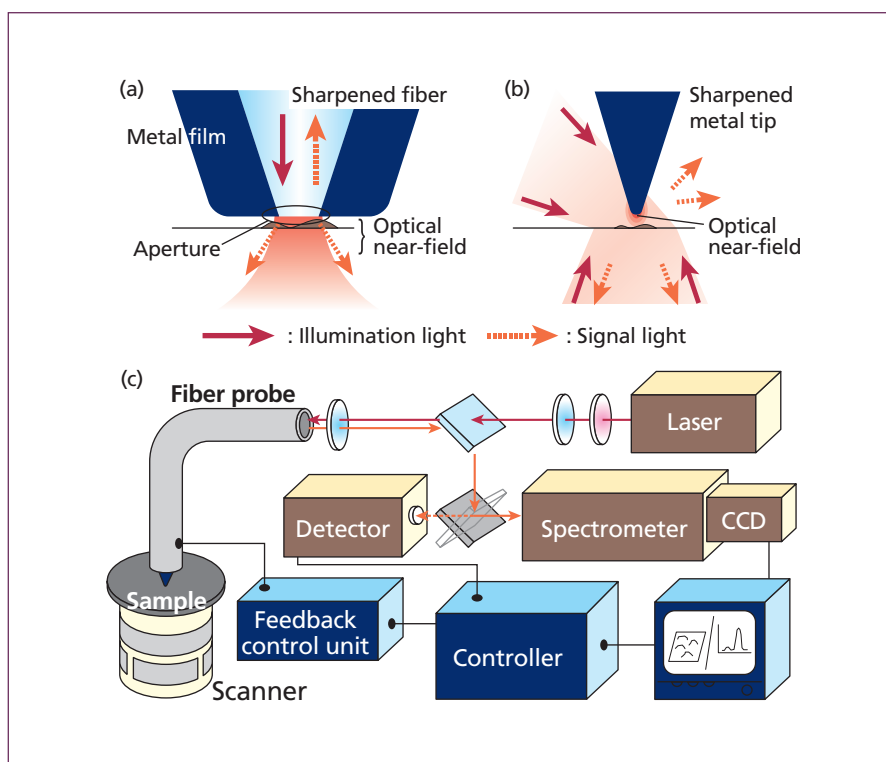 (a)
Sharpened fiber
Metal film
Aperture
Optical
near-field
(b)
Sharpened
metal tip
Optical
near-field
: Illumination light
: Signal light
(c)
Fiber probe
Laser
Detector
Spectrometer
CCD
Sample
Feedback
control unit
Controller
Scanner